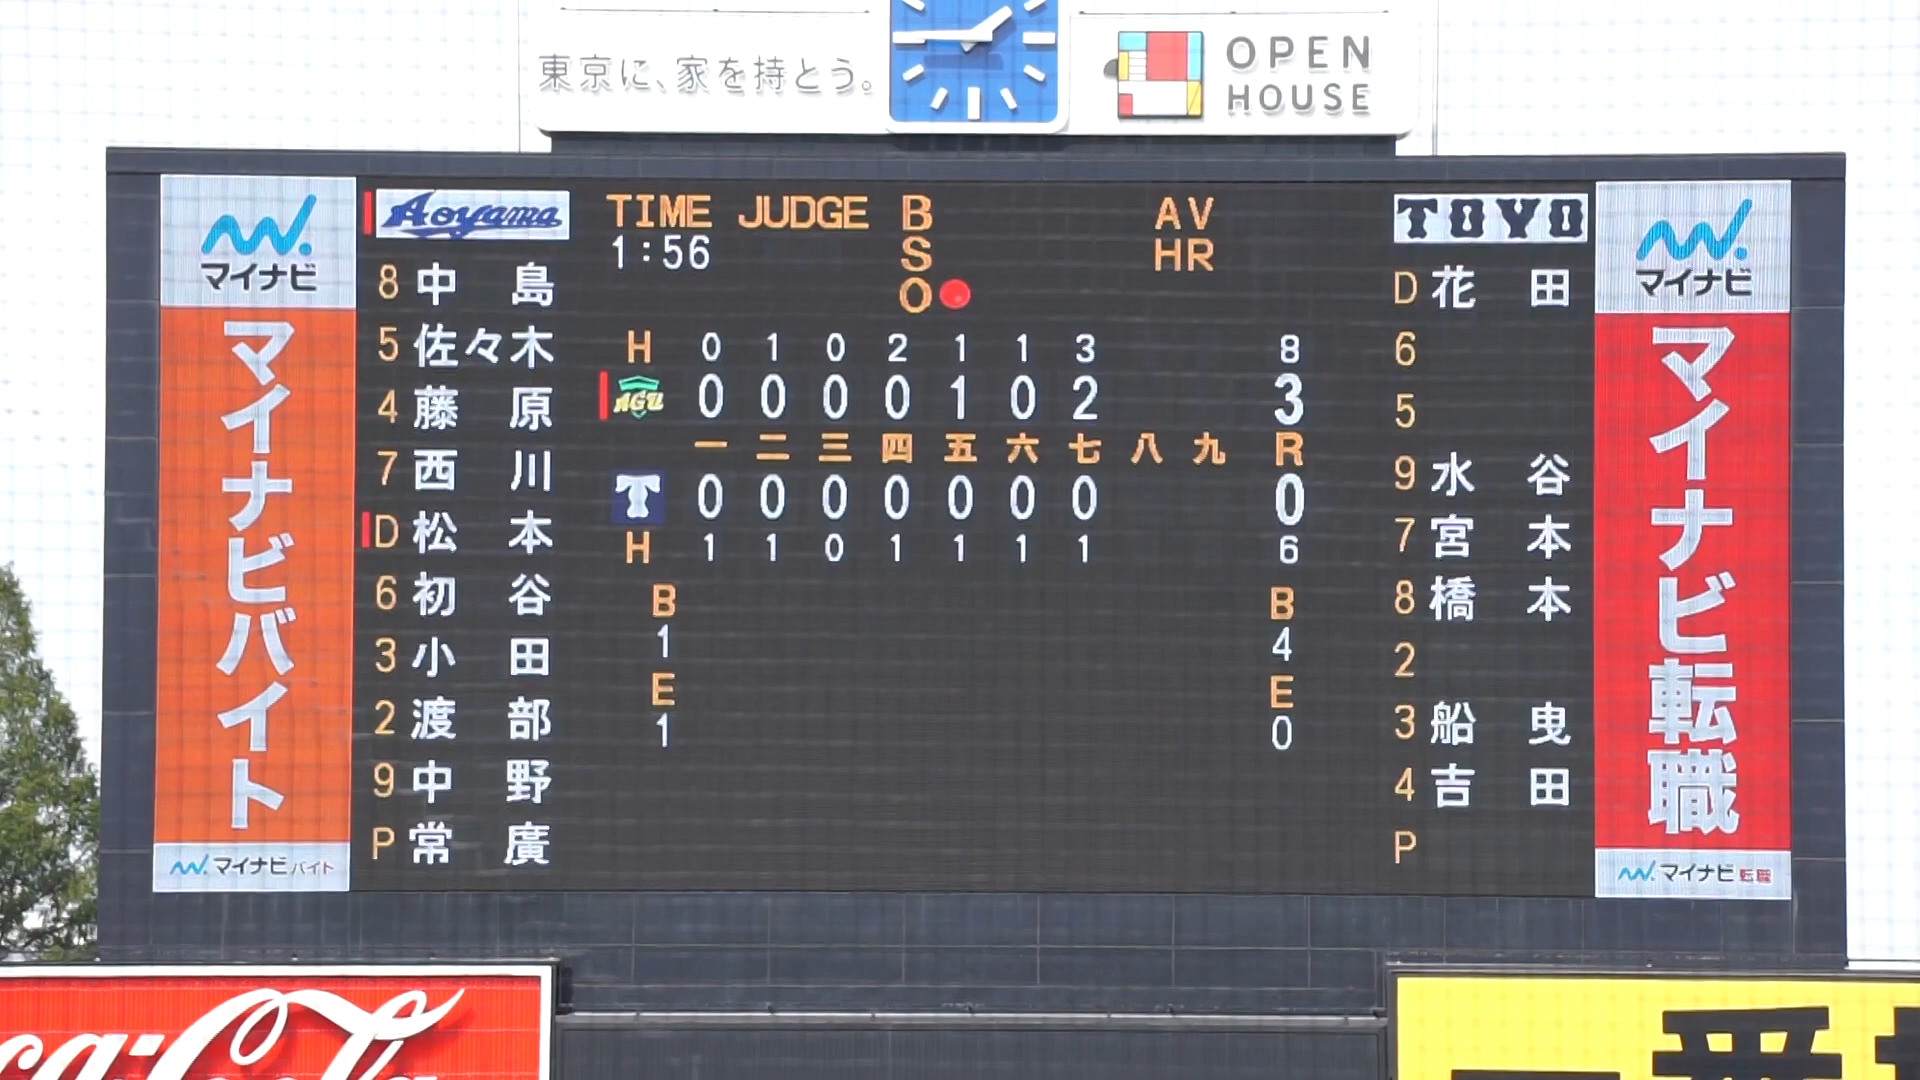 東京に、家を持とう。
OPEN
HOUSE
マイナビ
マイナビバイト
マイナビバイト
Aoyama
8 中島
5 佐々木
4 藤原
7 西川
D 松本
6 初谷
3 小田
2 渡部
9 中野
P 常廣
TIME JUDGE B AV
1:56 S HR
O
H 0 1 0 2 1 1 3 8
AGU 0 0 0 0 1 0 2 3
一 二 三 四 五 六 七 八 九 R
T 0 0 0 0 0 0 0 0
H 1 1 0 1 1 1 1 6
B B
1 4
E E
1 0
TOYO
D 花田
6
5
9 水谷
7 宮本
8 橋本
2
3 船曳
4 吉田
P
マイナビ
マイナビ転職
マイナビ転職
Coca-Cola
一番